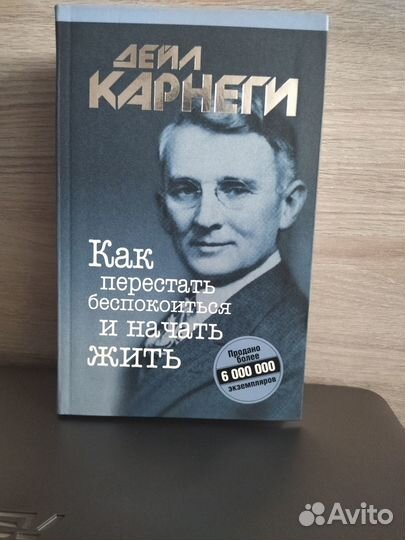 ДЕЙЛ
КАРНЕГИ
Как
перестать
беспокоиться
и начать
жить
Продано
более
6 000 000
экземпляров
Avito